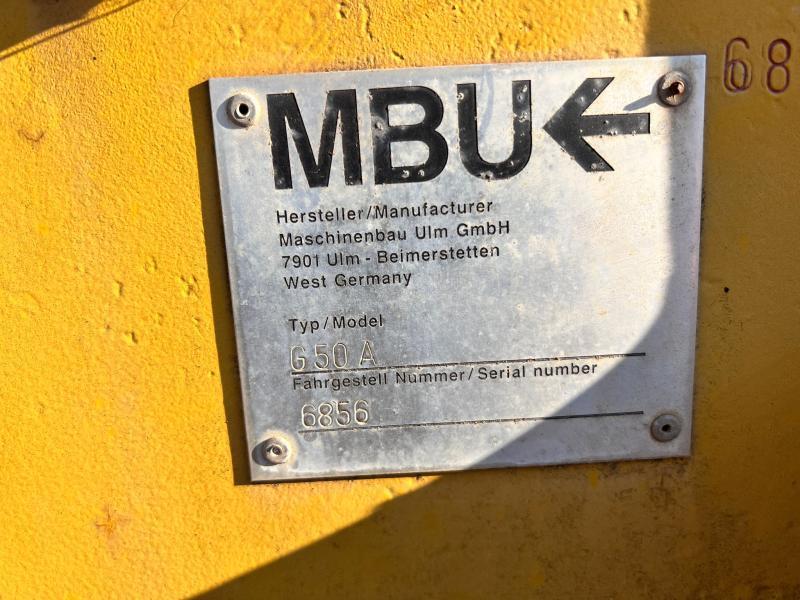 MBU
68
Hersteller/Manufacturer
Maschinenbau Ulm GmbH
7901 Ulm - Beimerstetten
West Germany
Typ/Model
G 50 A
Fahrgestell Nummer/Serial number
6856